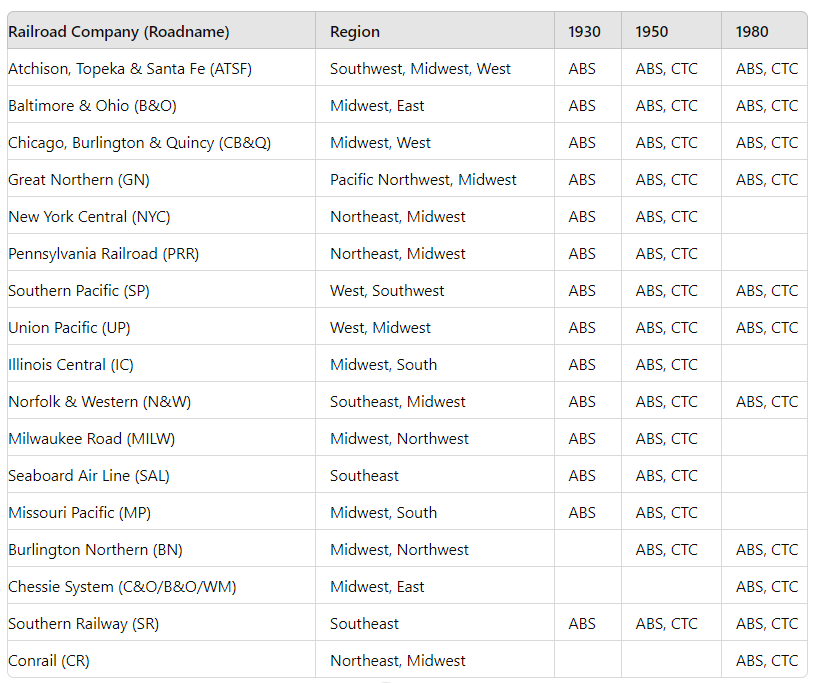 Railroad Company (Roadname) Region 1930 1950 1980
Atchison, Topeka & Santa Fe (ATSF) Southwest, Midwest, West ABS ABS, CTC ABS, CTC
Baltimore & Ohio (B&O) Midwest, East ABS ABS, CTC ABS, CTC
Chicago, Burlington & Quincy (CB&Q) Midwest, West ABS ABS, CTC ABS, CTC
Great Northern (GN) Pacific Northwest, Midwest ABS ABS, CTC ABS, CTC
New York Central (NYC) Northeast, Midwest ABS ABS, CTC
Pennsylvania Railroad (PRR) Northeast, Midwest ABS ABS, CTC
Southern Pacific (SP) West, Southwest ABS ABS, CTC ABS, CTC
Union Pacific (UP) West, Midwest ABS ABS, CTC ABS, CTC
Illinois Central (IC) Midwest, South ABS ABS, CTC
Norfolk & Western (N&W) Southeast, Midwest ABS ABS, CTC ABS, CTC
Milwaukee Road (MILW) Midwest, Northwest ABS ABS, CTC
Seaboard Air Line (SAL) Southeast ABS ABS, CTC
Missouri Pacific (MP) Midwest, South ABS ABS, CTC
Burlington Northern (BN) Midwest, Northwest ABS, CTC ABS, CTC
Chessie System (C&O/B&O/WM) Midwest, East ABS, CTC
Southern Railway (SR) Southeast ABS ABS, CTC ABS, CTC
Conrail (CR) Northeast, Midwest ABS, CTC